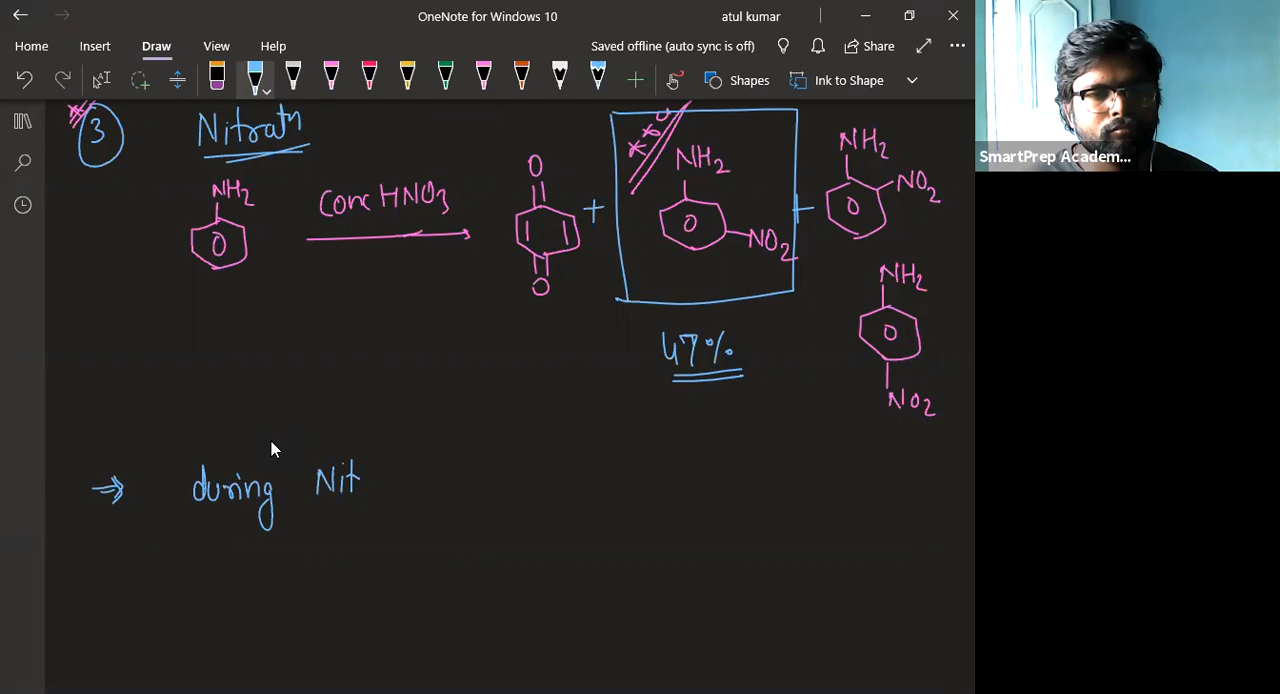 OneNote for Windows 10
atul kumar
Home Insert Draw View Help
Saved offline (auto sync is off)
Share
Shapes
Ink to Shape
SmartPrep Academ...
3 Nitratn
NH2
Conc HNO3
O
O
+
NH2
NO2
+
NH2
NO2
NH2
NO2
47%
⇒ during Nit